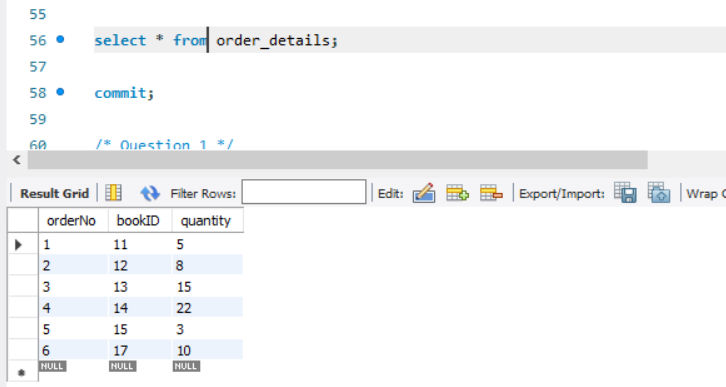 55
56 select * from order_details;
57
58 commit;
59
60 /* Question 1 */
Result Grid Filter Rows: Edit: Export/Import: Wrap C
orderNo bookID quantity
1 11 5
2 12 8
3 13 15
4 14 22
5 15 3
6 17 10
NULL NULL NULL